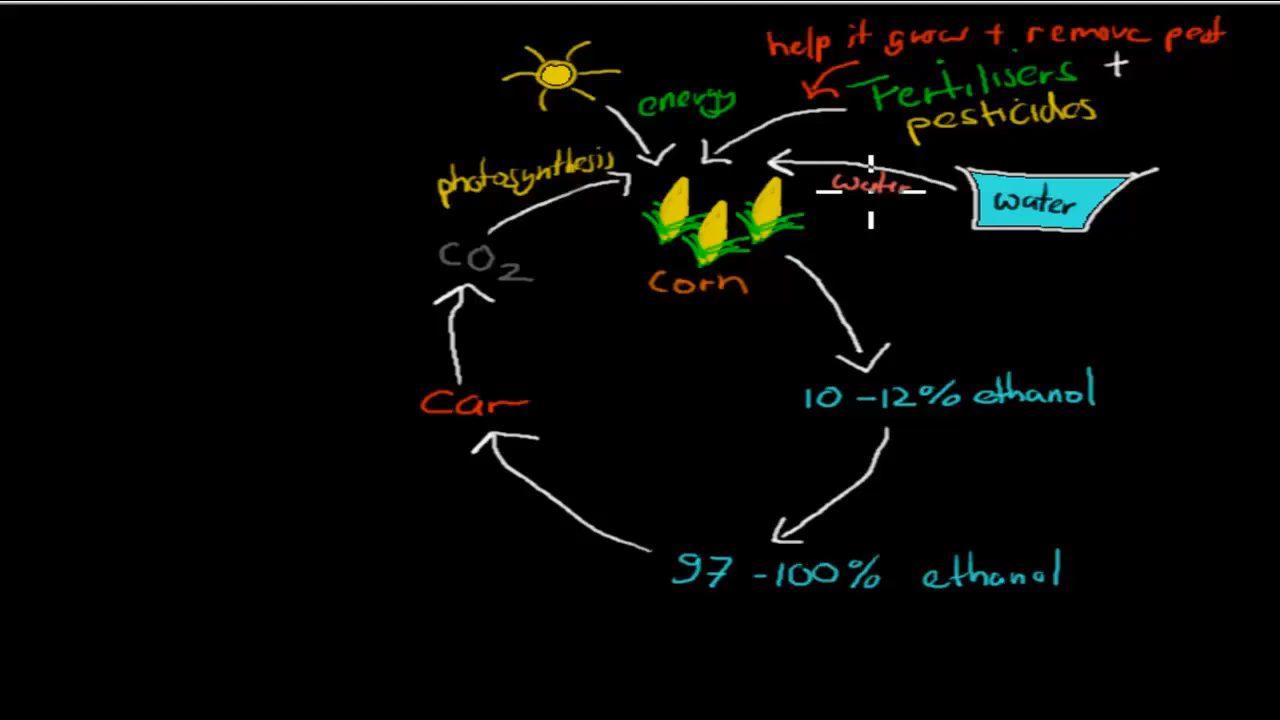 help it grow + remove pest
Fertilisers +
pesticides
energy
photosynthesis
water
water
CO2
corn
Car
10-12% ethanol
97-100% ethanol